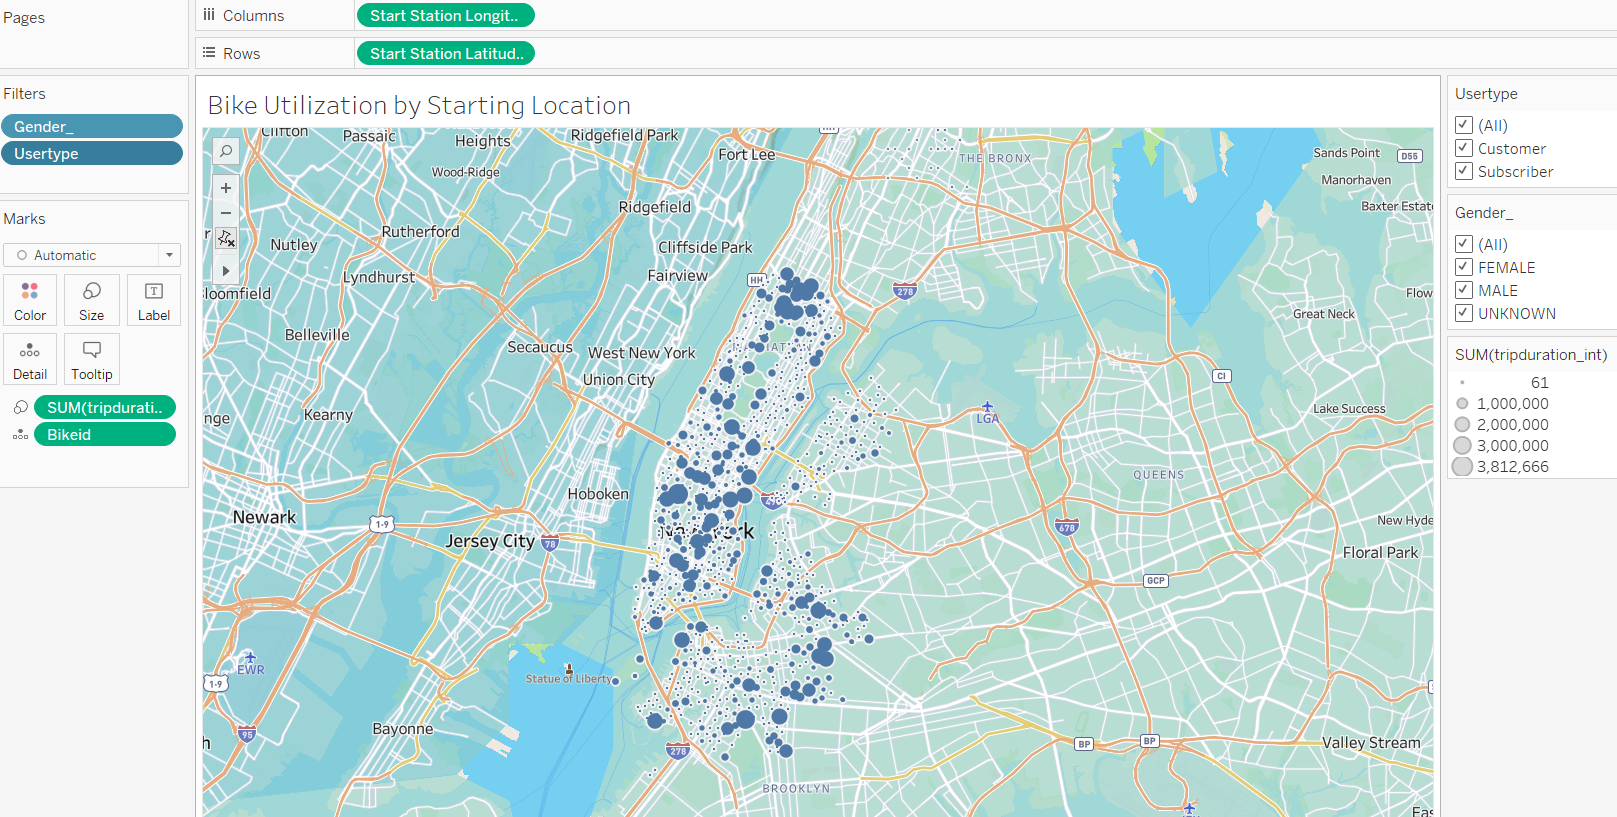 Pages
Columns
Start Station Longit..
Rows
Start Station Latitud..
Filters
Gender_
Usertype
Marks
Automatic
Color
Size
Label
Detail
Tooltip
SUM(tripdurati..
Bikeid
Bike Utilization by Starting Location
Clifton
Passaic
Heights
Ridgefield Park
HH
Fort Lee
THE BRONX
Sands Point
D55
Wood-Ridge
Manorhaven
Ridgefield
Baxter Estate
Rutherford
Nutley
Cliffside Park
Lyndhurst
Fairview
HH
278
loomfield
Flow
Great Neck
Belleville
Secaucus
West New York
Union City
CI
Kearny
nge
LGA
Lake Success
QUEENS
Hoboken
Newark
1-9
Jersey City
78
678
New Hyde
Floral Park
GCP
EWR
1-9
Statue of Liberty
95
Bayonne
278
BP
BP
Valley Stream
BROOKLYN
Usertype
(All)
Customer
Subscriber
Gender_
(All)
FEMALE
MALE
UNKNOWN
SUM(tripduration_int)
61
1,000,000
2,000,000
3,000,000
3,812,666